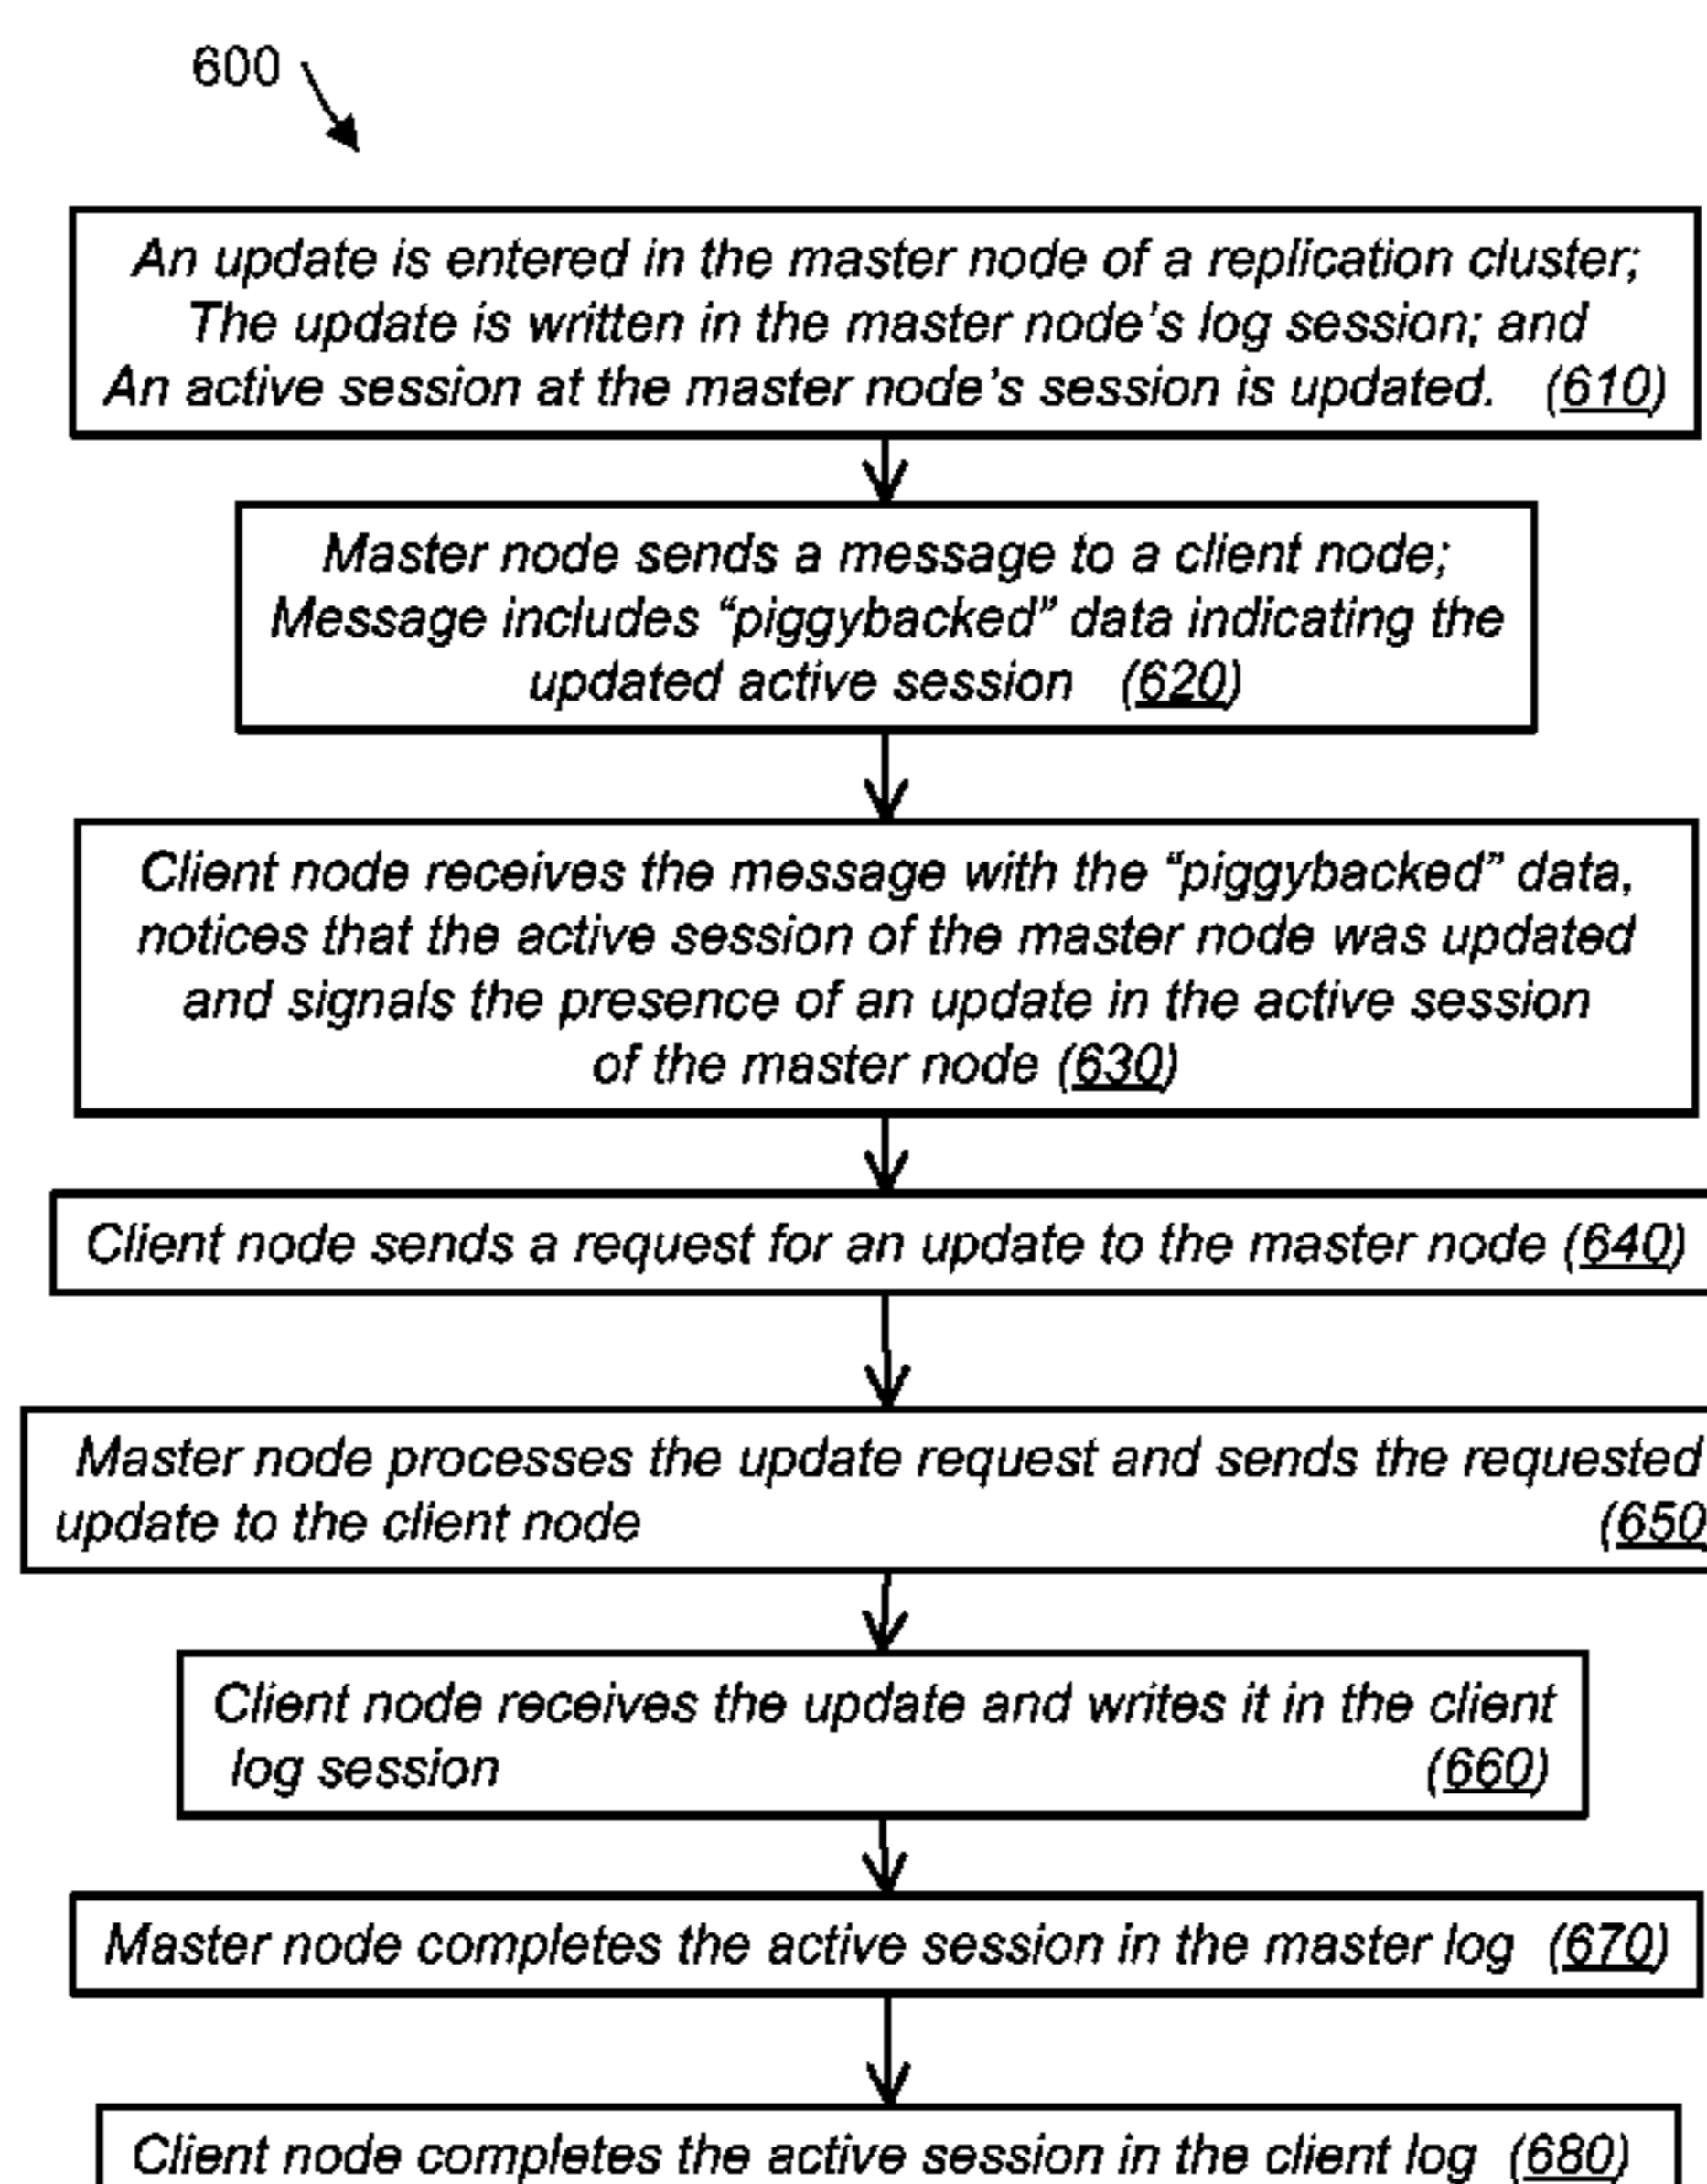 600
An update is entered in the master node of a replication cluster;
The update is written in the master node's log session; and
An active session at the master node's session is updated. (610)
Master node sends a message to a client node;
Message includes “piggybacked” data indicating the
updated active session (620)
Client node receives the message with the “piggybacked” data,
notices that the active session of the master node was updated
and signals the presence of an update in the active session
of the master node (630)
Client node sends a request for an update to the master node (640)
Master node processes the update request and sends the requested
update to the client node (650
Client node receives the update and writes it in the client
log session (660)
Master node completes the active session in the master log (670)
Client node completes the active session in the client log (680)